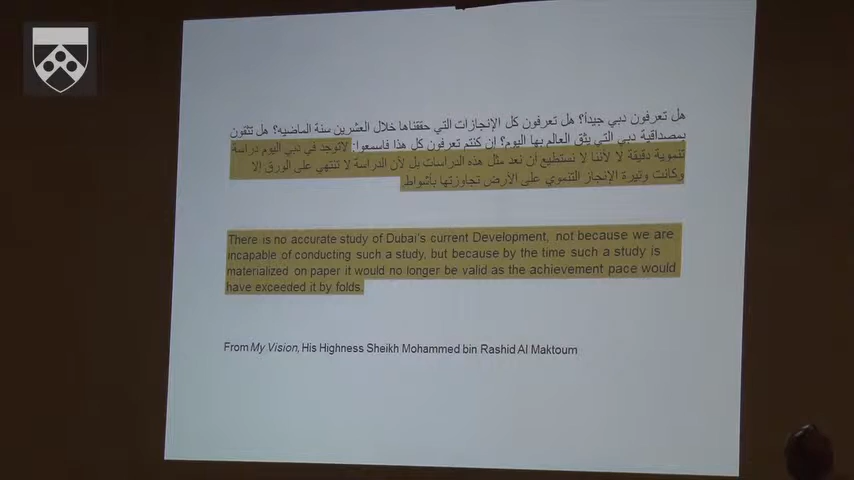 هل تعرفون دبي جيداً؟ هل تعرفون كل الإنجازات التي حققناها خلال العشرين سنة الماضيه؟ هل تثقون
بمصداقية دبي التي يثق العالم بها اليوم؟ إن كنتم تعرفون كل هذا فاسمعوا: لاتوجد في دبي اليوم دراسة
تنموية دقيقة لا لأننا لا نستطيع أن نعد مثل هذه الدراسات بل لأن الدراسة لا تنتهي على الورق إلا
وكانت وتيرة الإنجاز التنموي على الأرض تجاوزتها بأشواط
There is no accurate study of Dubai's current Development, not because we are
incapable of conducting such a study, but because by the time such a study is
materialized on paper it would no longer be valid as the achievement pace would
have exceeded it by folds.
From My Vision, His Highness Sheikh Mohammed bin Rashid Al Maktoum